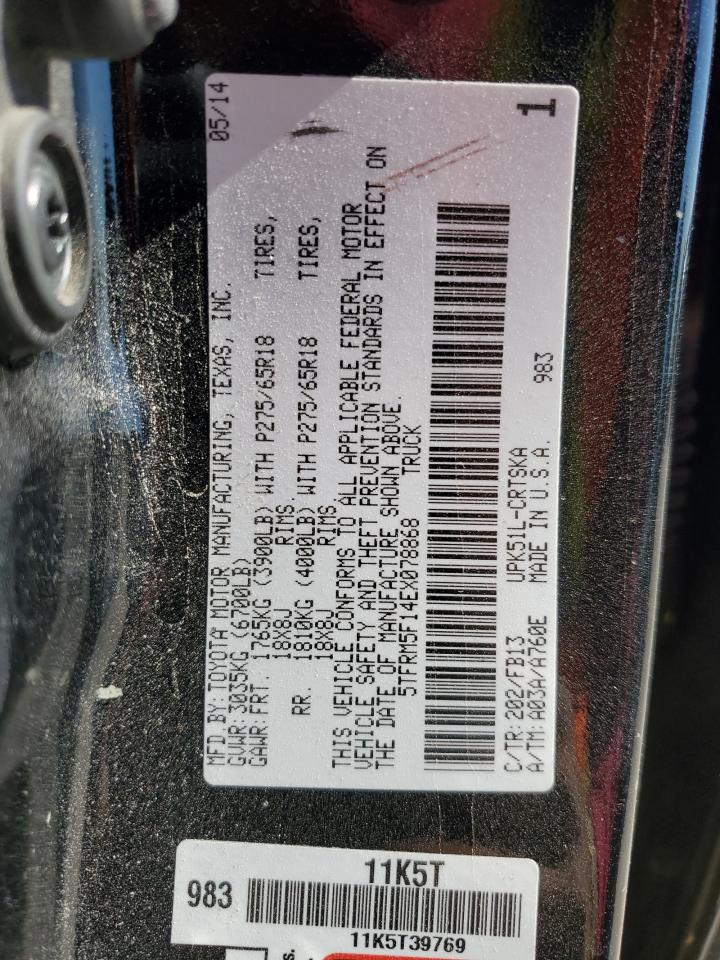 MFD.BY:TOYOTA MOTOR MANUFACTURING, TEXAS, INC. 05/14
GVWR:3035KG (6700LB)
GAWR:FRT. 1765KG (3900LB) WITH P275/65R18 TIRES,
18X8J RIMS.
RR. 1810KG (4000LB) WITH P275/65R18 TIRES,
18X8J RIMS.
THIS VEHICLE CONFORMS TO ALL APPLICABLE FEDERAL MOTOR
VEHICLE SAFETY AND THEFT PREVENTION STANDARDS IN EFFECT ON
THE DATE OF MANUFACTURE SHOWN ABOVE.
5TFRM5F14EX078868 TRUCK
C/TR: 202/FB13 UPK51L-CRTSKA
A/TM: A03A/A760E MADE IN U.S.A. 983
1
983
11K5T
11K5T39769